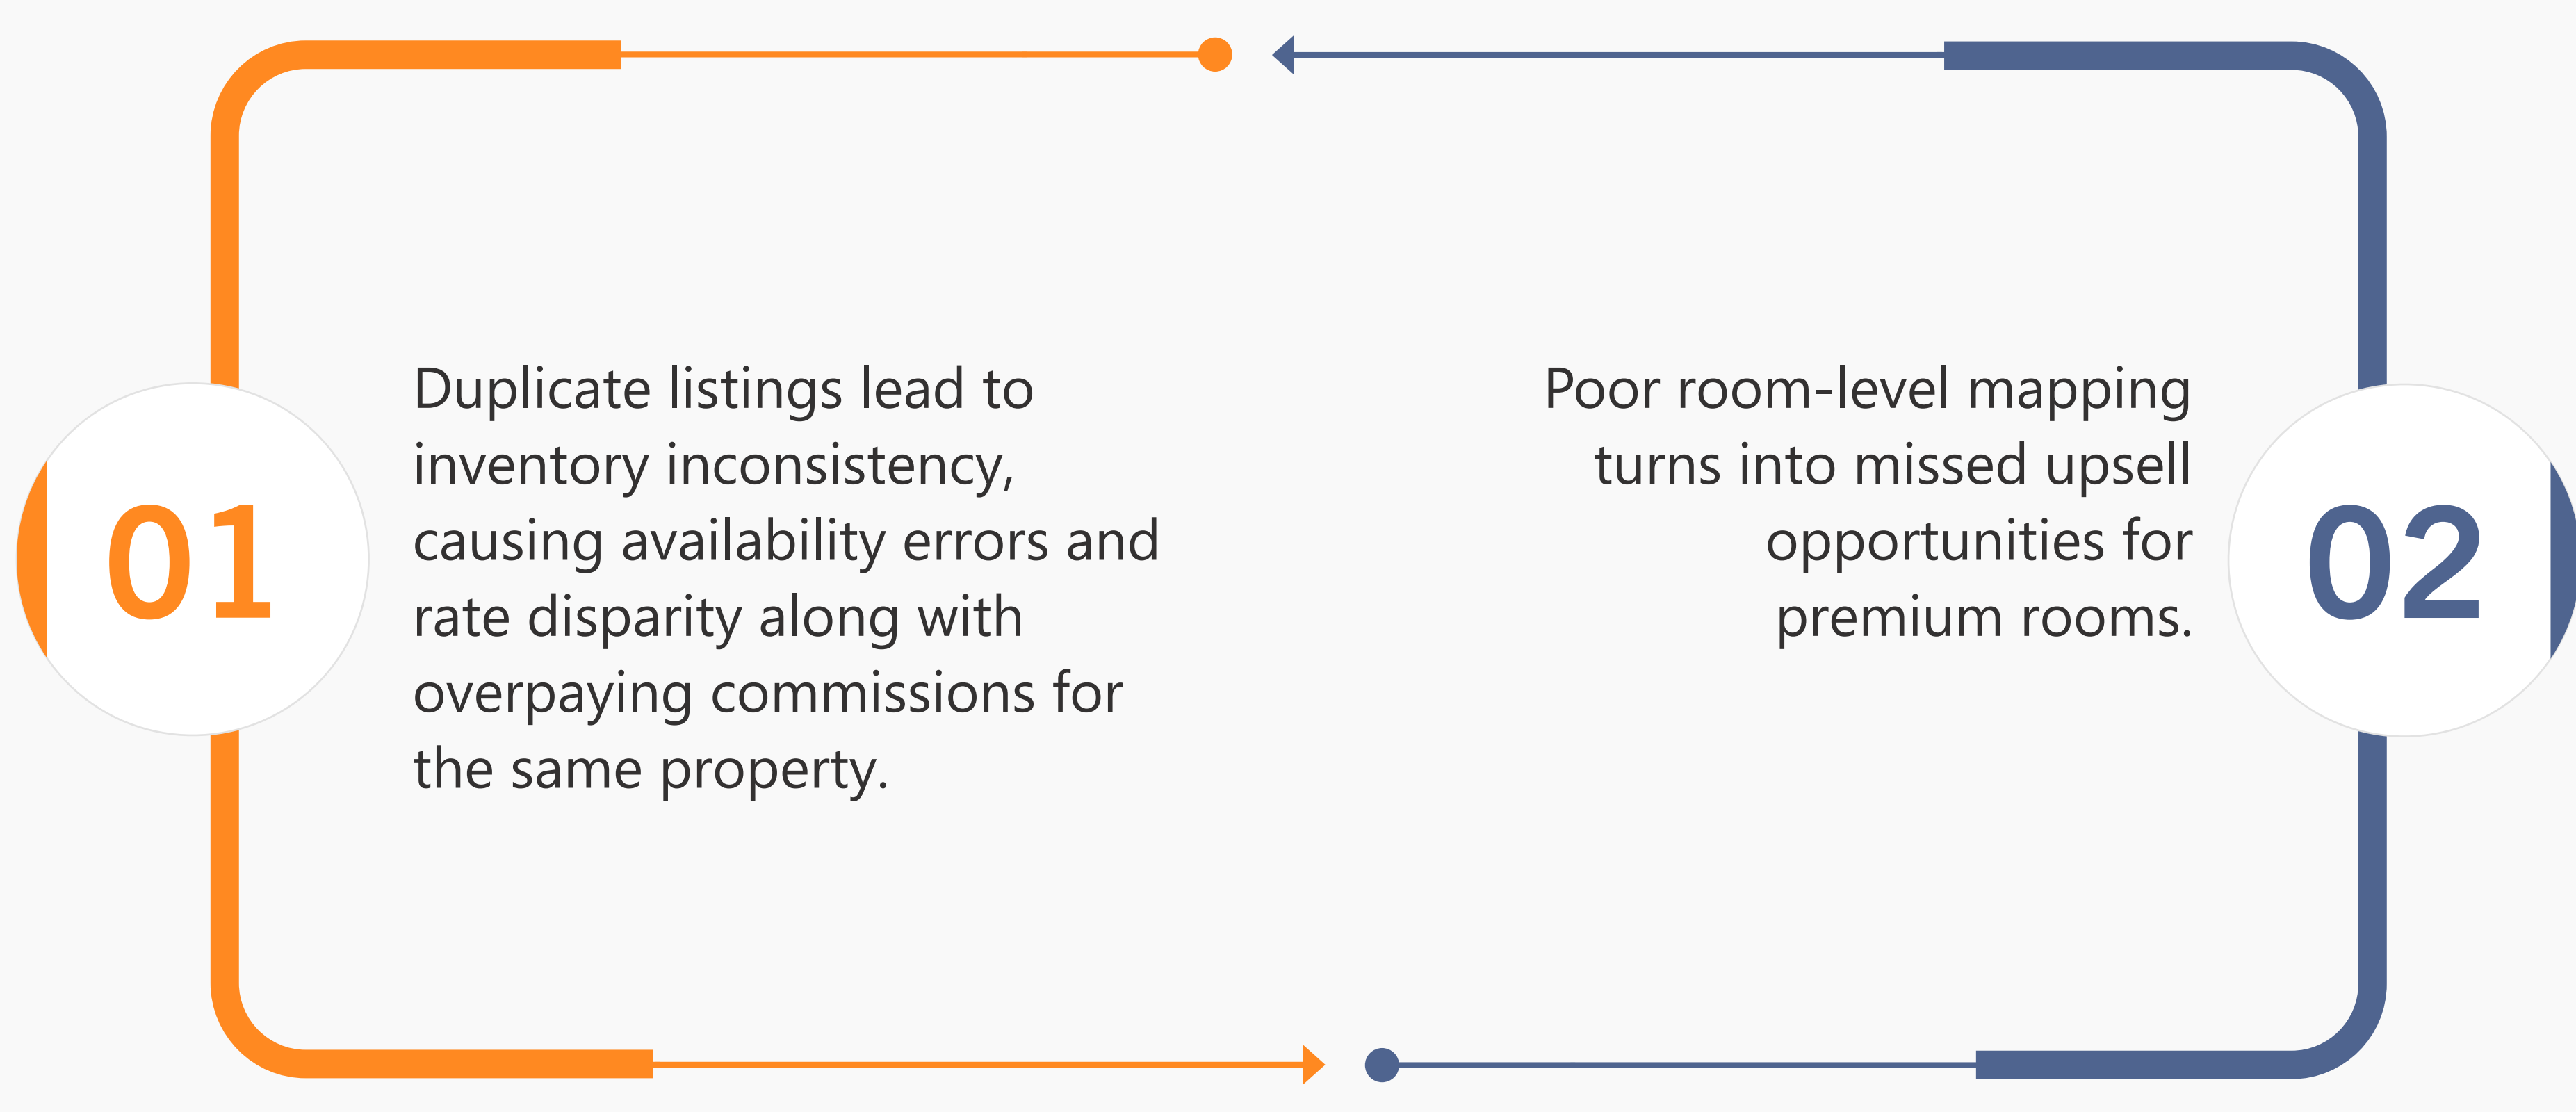 01
Duplicate listings lead to
inventory inconsistency,
causing availability errors and
rate disparity along with
overpaying commissions for
the same property.
Poor room-level mapping
turns into missed upsell
opportunities for
premium rooms.
02